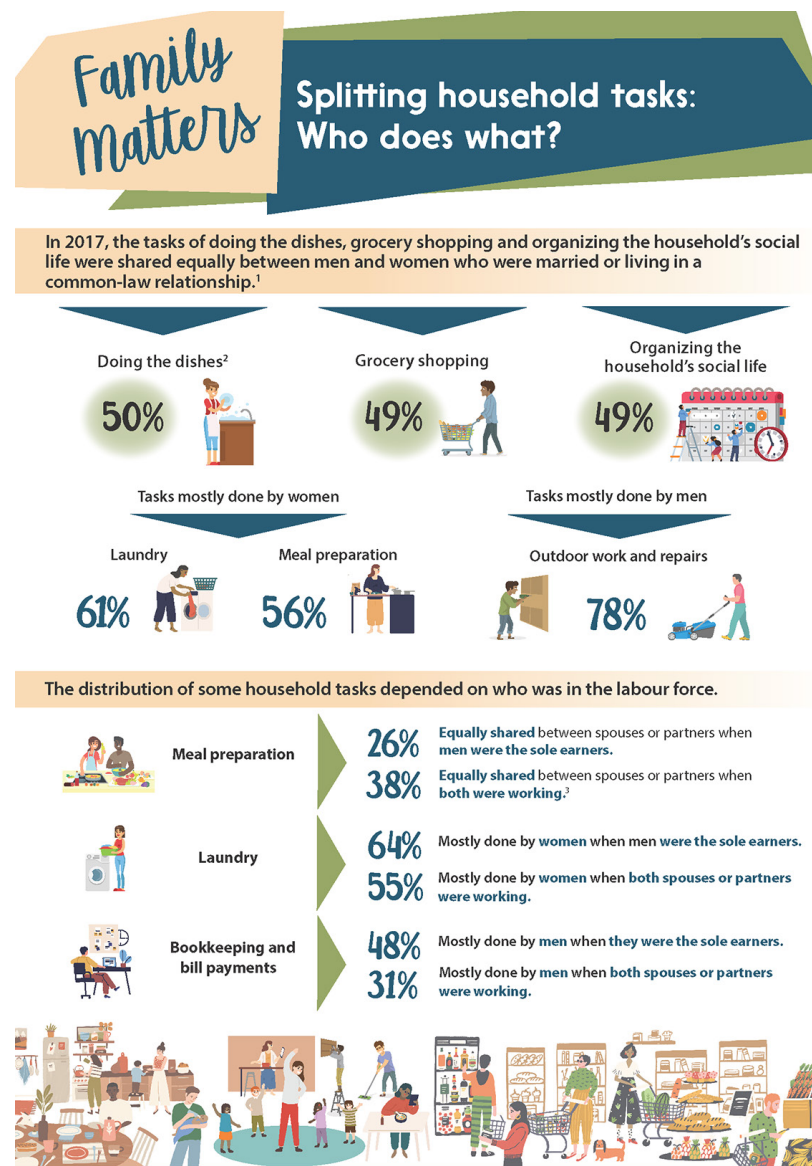 Family
Matters
Splitting household tasks:
Who does what?
In 2017, the tasks of doing the dishes, grocery shopping and organizing the household's social
life were shared equally between men and women who were married or living in a
common-law relationship.¹
Doing the dishes²
50%
Grocery shopping
49%
Organizing the
household's social life
49%
Tasks mostly done by women
Laundry
61%
Meal preparation
56%
Tasks mostly done by men
Outdoor work and repairs
78%
The distribution of some household tasks depended on who was in the labour force.
Meal preparation
26%
Equally shared between spouses or partners when
men were the sole earners.
38%
Equally shared between spouses or partners when
both were working.³
Laundry
64%
Mostly done by women when men were the sole earners.
55%
Mostly done by women when both spouses or partners
were working.
Bookkeeping and
bill payments
48%
Mostly done by men when they were the sole earners.
31%
Mostly done by men when both spouses or partners
were working.